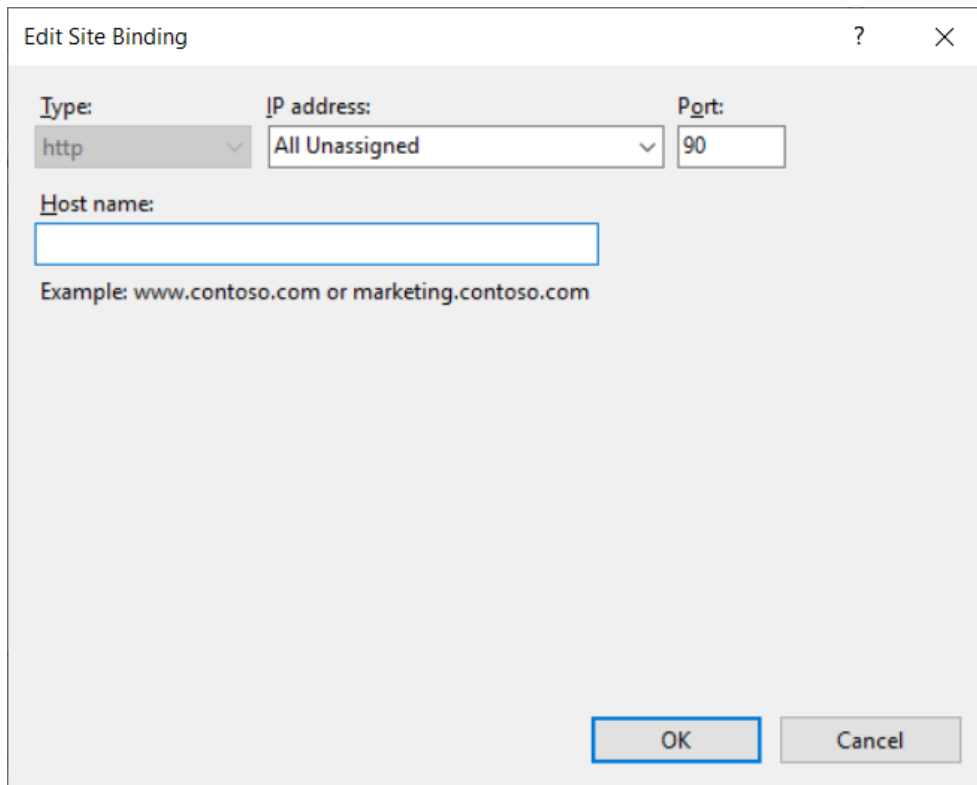 Edit Site Binding ?
Type: IP address: Port:
http All Unassigned 90
Host name:
Example: www.contoso.com or marketing.contoso.com
OK Cancel